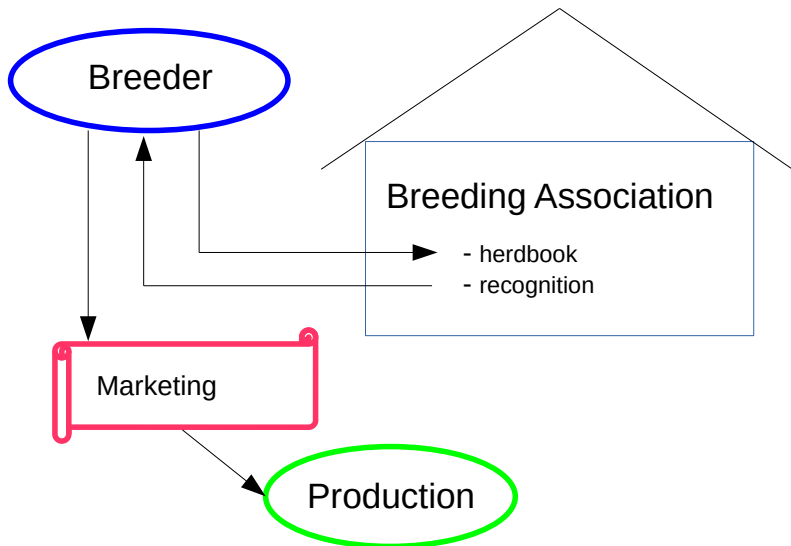 Breeder
Breeding Association
- herdbook
- recognition
Marketing
Production